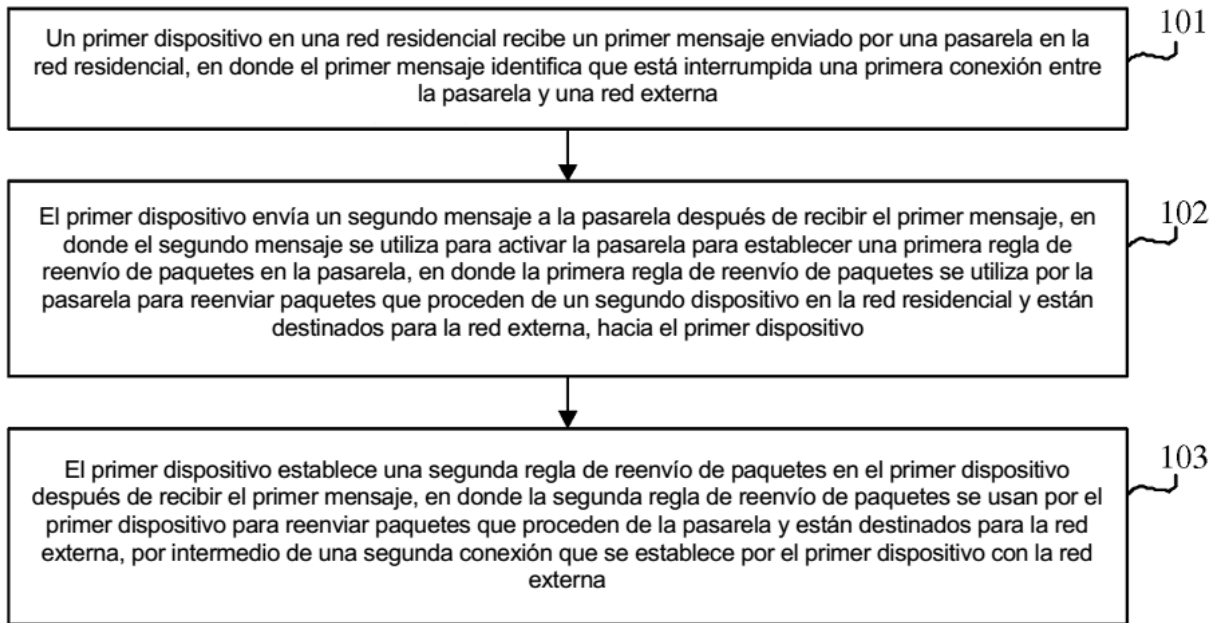 Un primer dispositivo en una red residencial recibe un primer mensaje enviado por una pasarela en la
red residencial, en donde el primer mensaje identifica que está interrumpida una primera conexión entre
la pasarela y una red externa
101
El primer dispositivo envía un segundo mensaje a la pasarela después de recibir el primer mensaje, en
donde el segundo mensaje se utiliza para activar la pasarela para establecer una primera regla de
reenvío de paquetes en la pasarela, en donde la primera regla de reenvío de paquetes se utiliza por la
pasarela para reenviar paquetes que proceden de un segundo dispositivo en la red residencial y están
destinados para la red externa, hacia el primer dispositivo
102
El primer dispositivo establece una segunda regla de reenvío de paquetes en el primer dispositivo
después de recibir el primer mensaje, en donde la segunda regla de reenvío de paquetes se usan por el
primer dispositivo para reenviar paquetes que proceden de la pasarela y están destinados para la red
externa, por intermedio de una segunda conexión que se establece por el primer dispositivo con la red
externa
103